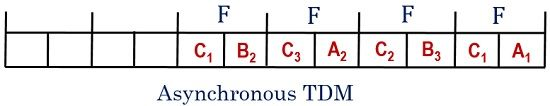 F F F F
C₁ B₂ C₃ A₂ C₂ B₃ C₁ A₁
Asynchronous TDM